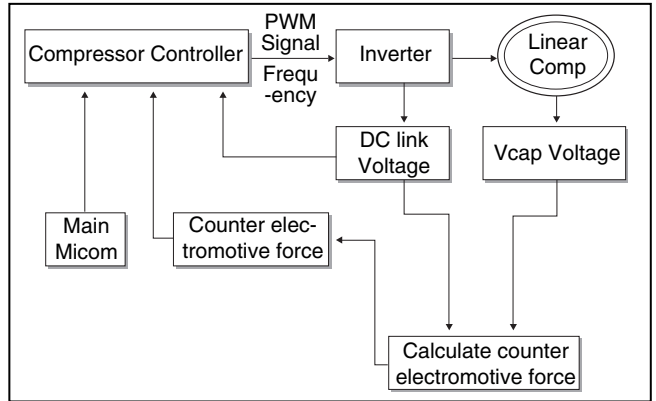 Compressor Controller
PWM
Signal
Frequ
-ency
Inverter
Linear
Comp
DC link
Voltage
Vcap Voltage
Main
Micom
Counter elec-
tromotive force
Calculate counter
electromotive force